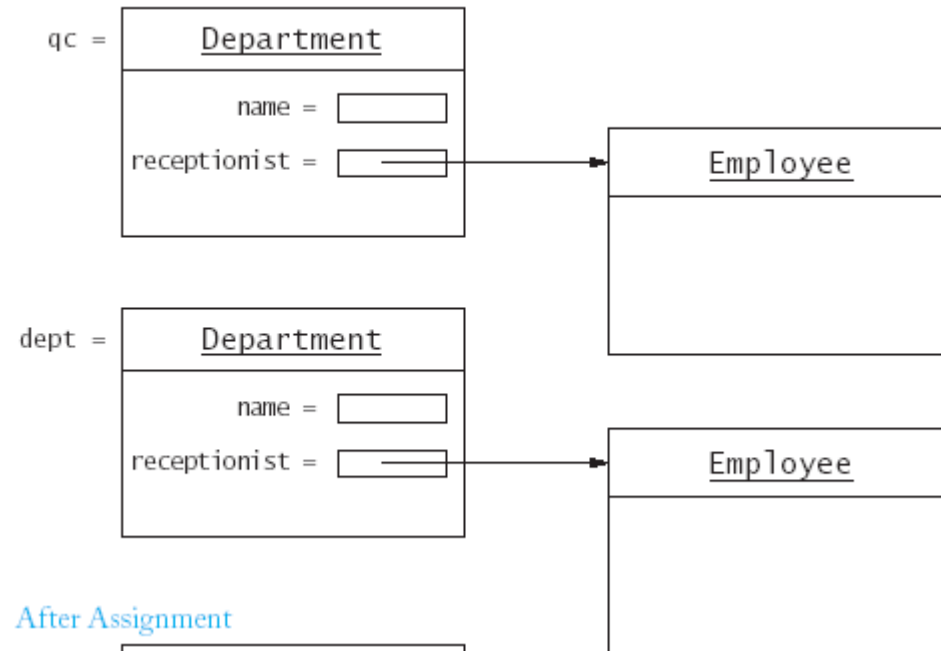 qc =
Department
name =
receptionist =
Employee
dept =
Department
name =
receptionist =
Employee
After Assignment